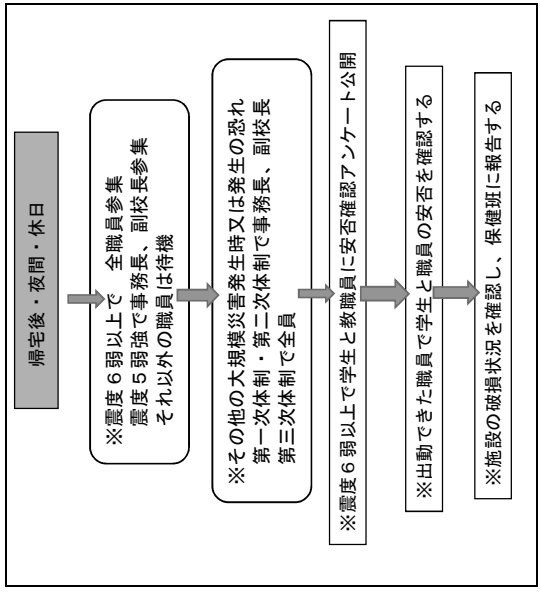 帰宅後・夜間・休日
※震度６弱以上で　全職員参集
震度５弱強で事務長、副校長参集
それ以外の職員は待機
※その他の大規模災害発生時又は発生の恐れ
第一次体制・第二次体制で事務長、副校長
第三次体制で全員
※震度６弱以上で学生と教職員に安否確認アンケート公開
※出動できた職員で学生と職員の安否を確認する
※施設の破損状況を確認し、保健班に報告する